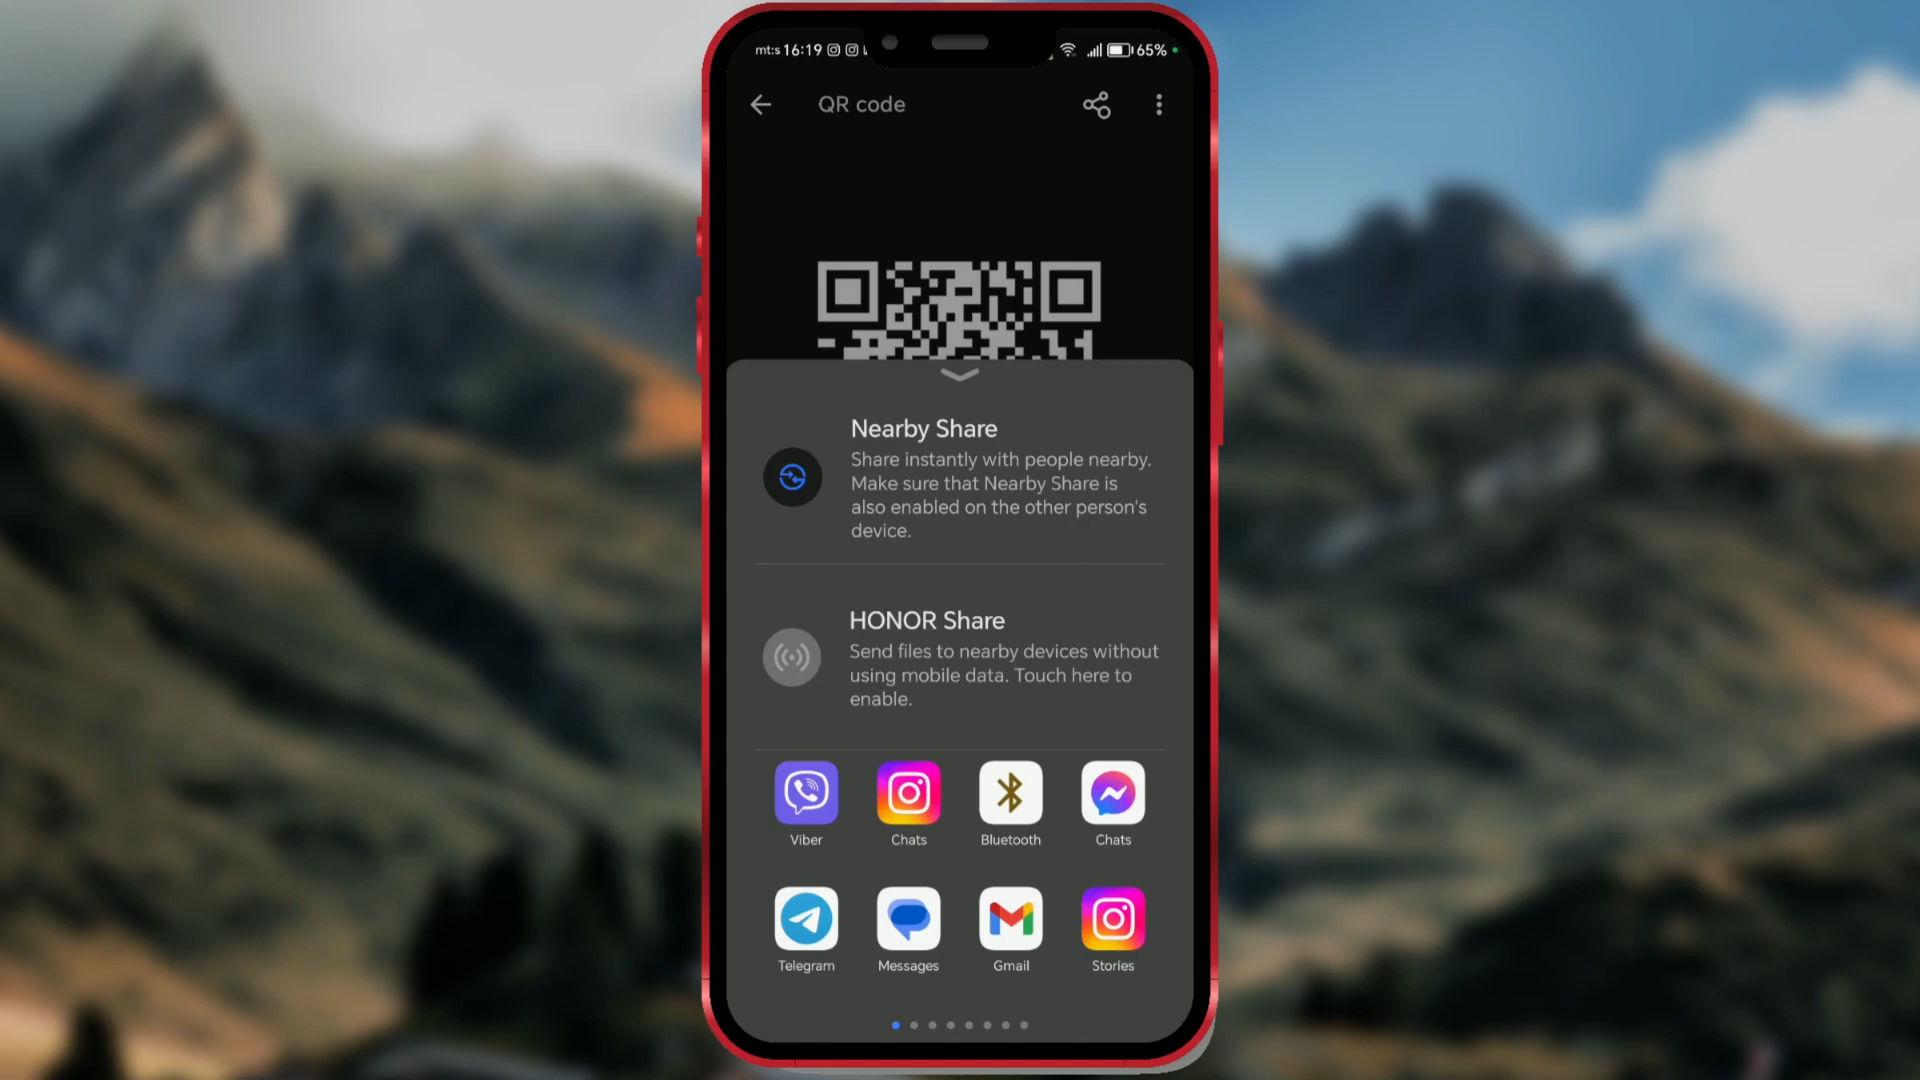 mt:s 16:19 65%
QR code
Nearby Share
Share instantly with people nearby.
Make sure that Nearby Share is
also enabled on the other person's
device.
HONOR Share
Send files to nearby devices without
using mobile data. Touch here to
enable.
Viber Chats Bluetooth Chats
Telegram Messages Gmail Stories